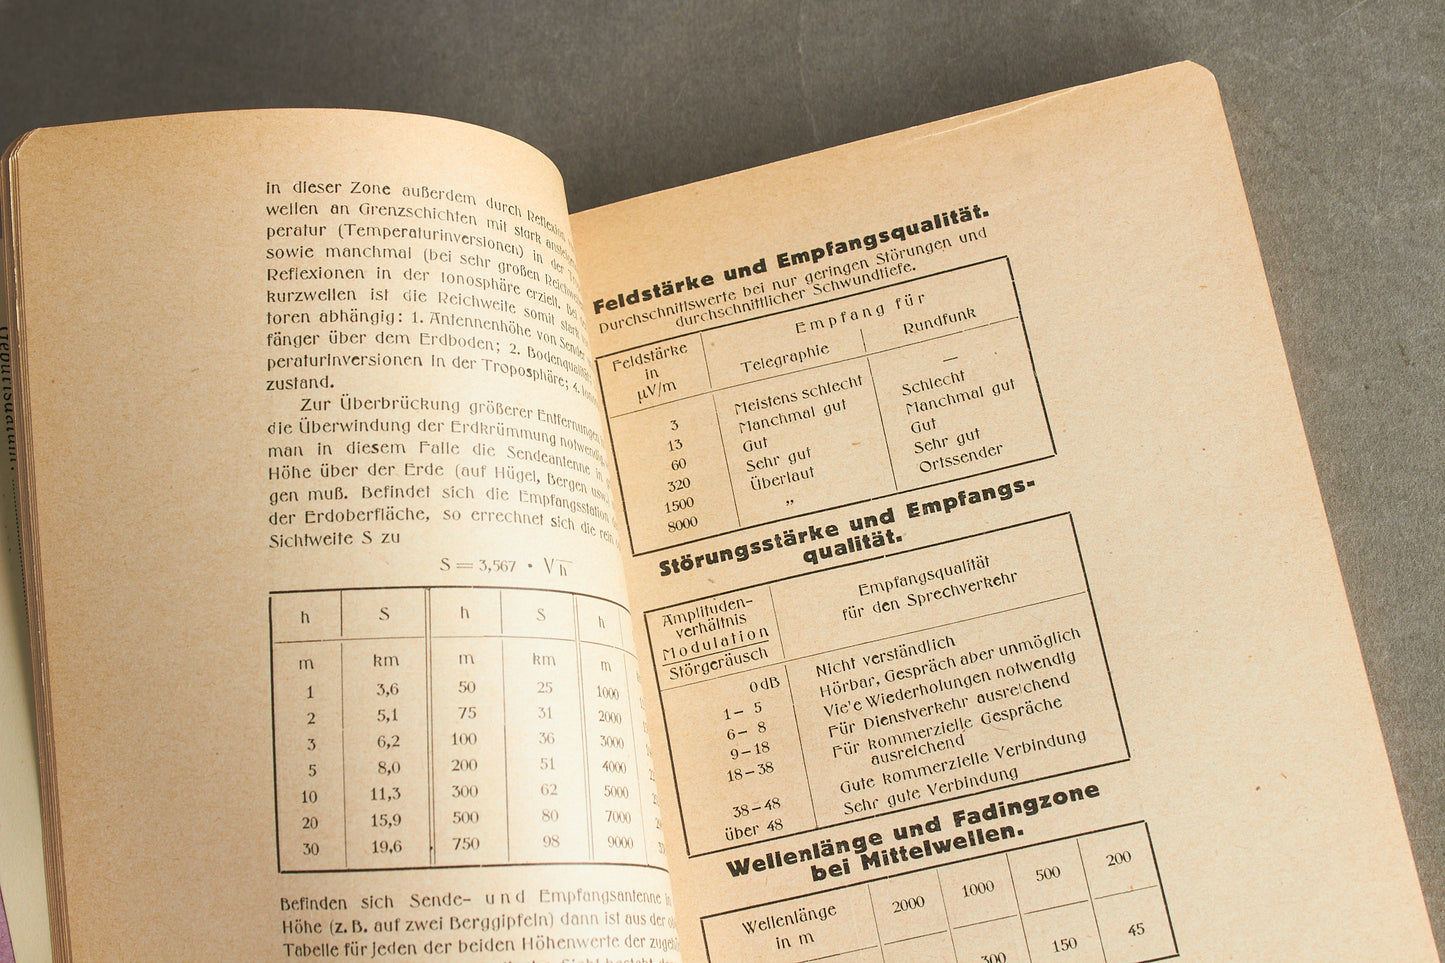 in dieser Zone außerdem durch Reflexion
wellen an Grenzschichten mit stark
peratur (Temperaturinversionen) in der
sowie manchmal (bei sehr großen
Reflexionen in der Ionosphäre erzielt. Bei
kurzwellen ist die Reichweite somit
toren abhängig: 1. Antennenhöhe von Sender
fänger über dem Erdboden; 2. Bodenqualität;
peraturinversionen in der Troposphäre; 4.
zustand.
Zur Überbrückung größerer Entfernungen
die Überwindung der Erdkrümmung
man in diesem Falle die Sendeantenne in
Höhe über der Erde (auf Hügel, Bergen usw.)
gen muß. Befindet sich die Empfangsstation
der Erdoberfläche, so errechnet sich die rein
Sichtweite S zu
S = 3,567 • √h
h S h S h
m km m km m
1 3,6 50 25 1000
2 5,1 75 31 2000
3 6,2 100 36 3000
5 8,0 200 51 4000
10 11,3 300 62 5000
20 15,9 500 80 7000
30 19,6 750 98 9000
Befinden sich Sende- und Empfangsantenne in
Höhe (z. B. auf zwei Berggipfeln) dann ist aus der
Tabelle für jeden der beiden Höhenwerte der
Feldstärke und Empfangsqualität.
Durchschnittswerte bei nur geringen Störungen und
durchschnittlicher Schwundtiefe.
Feldstärke in µV/m
Empfang für
Telegraphie Rundfunk
3 Meistens schlecht —
13 Manchmal gut Schlecht
60 Gut Manchmal gut
320 Sehr gut Gut
1500 Überlaut Sehr gut
8000 „ Ortssender
Störungsstärke und Empfangs-
qualität.
Amplituden-
verhältnis
Modulation
Störgeräusch
Empfangsqualität
für den Sprechverkehr
0 dB Nicht verständlich
1–5 Hörbar, Gespräch aber unmöglich
6–8 Vie'e Wiederholungen notwendig
9–18 Für Dienstverkehr ausreichend
18–38 Für kommerzielle Gespräche
ausreichend
38–48 Gute kommerzielle Verbindung
über 48 Sehr gute Verbindung
Wellenlänge und Fadingzone
bei Mittelwellen.
Wellenlänge
in m
2000 1000 500 200
300 150 45